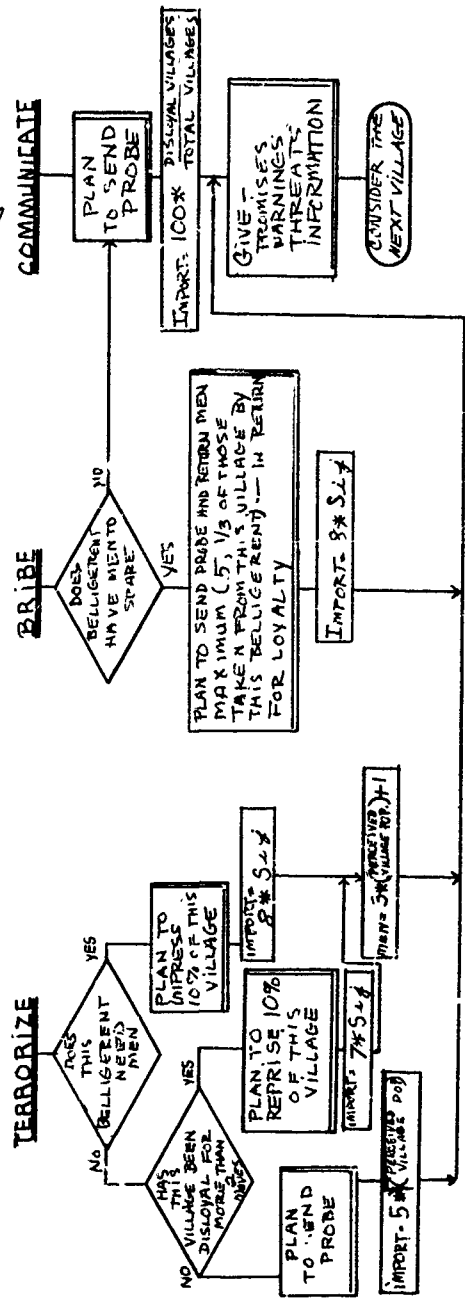 TERRORIZE
DOES
THIS
BELLIGERENT
NEED
MEN
NO
YES
HAS
THIS
VILLAGE BEEN
DISLOYAL FOR
MORE THAN
NO
YES
PLAN
TO SEND
PROBE
PLAN TO
REPRISE 10%
OF THIS
VILLAGE
PLAN TO
IMPRESS
10% OF THIS
VILLAGE
IMPORT=
8 * Sij
IMPORT= 7 * Sij
IMPORT= 5 * (PERCEIVED POP
VILLAGE
MEN= 5 * (PERCEIVED
VILLAGE POP.)+1
BRIBE
DOES
BELLIGERENT
HAVE MEN TO
SPARE
NO
YES
PLAN TO SEND PROBE AND RETURN MEN
MAXIMUM (5, 1/3 OF THOSE
TAKEN FROM THIS VILLAGE BY
THIS BELLIGERENT) — IN RETURN
FOR LOYALTY
IMPORT= 8 * Sij
COMMUNICATE
PLAN
TO SEND
PROBE
IMPORT= 100 * DISLOYAL VILLAGES
TOTAL VILLAGES
GIVE -
PROMISES
WARNINGS
THREATS
INFORMATION
CONSIDER THE
NEXT VILLAGE